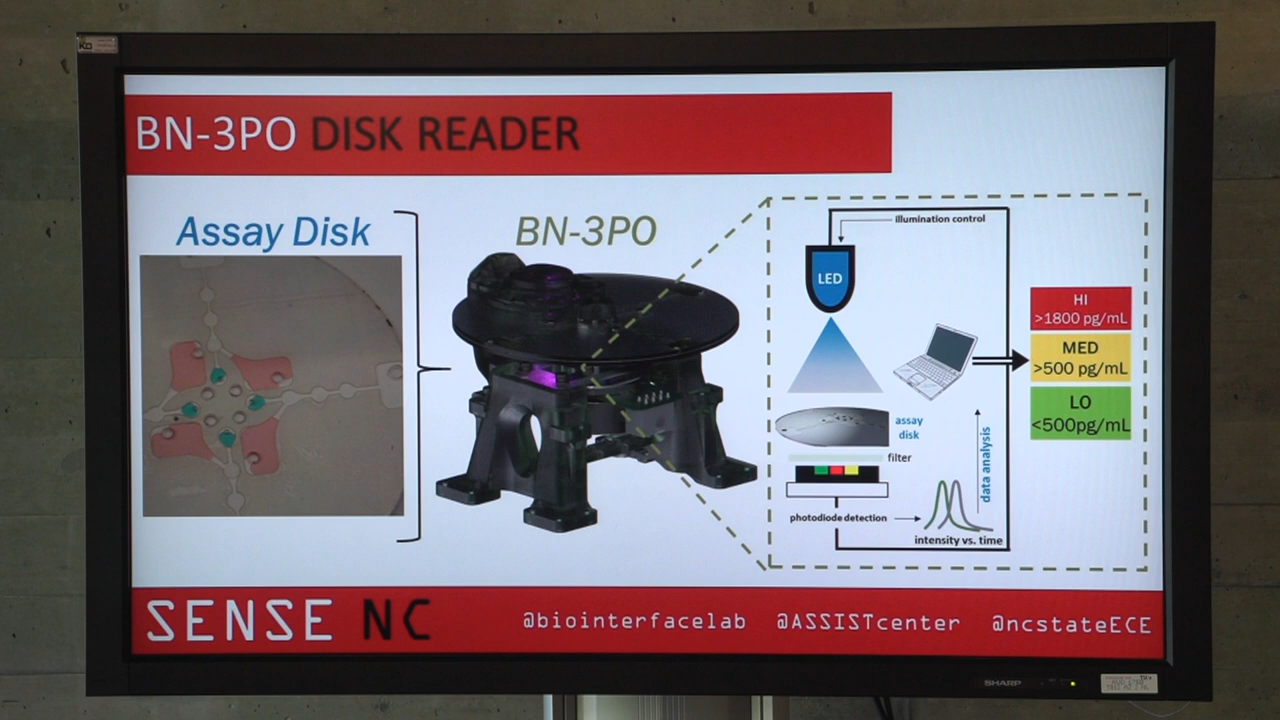 BN-3PO DISK READER
Assay Disk
BN-3PO
illumination control
LED
HI
>1800 pg/mL
MED
>500 pg/mL
LO
<500pg/mL
assay
disk
filter
data analysis
photodiode detection
intensity vs. time
SENSE NC
@biointerfacelab @ASSISTcenter @ncstateECE
SHARP